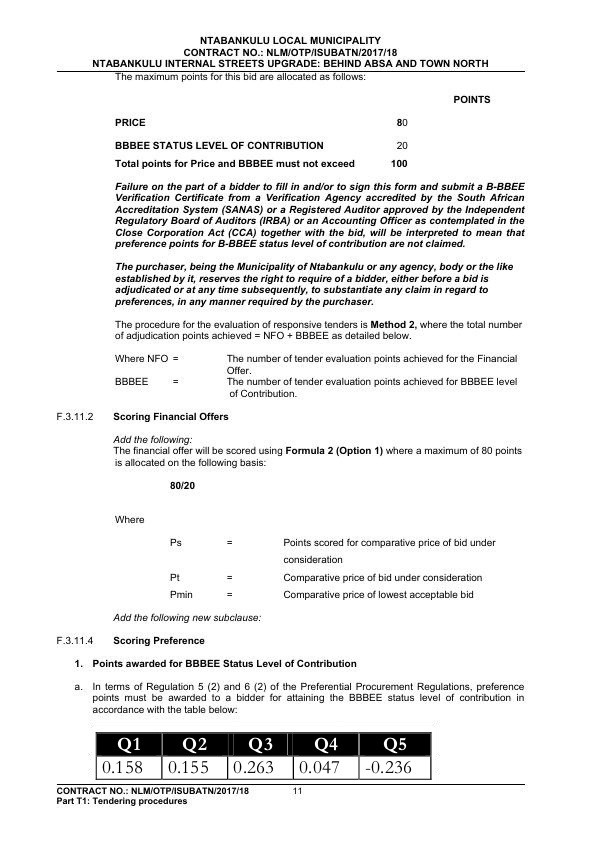 NTABANKULU LOCAL MUNICIPALITY
CONTRACT NO.: NLM/OTP/ISUBATN/2017/18
NTABANKULU INTERNAL STREETS UPGRADE: BEHIND ABSA AND TOWN NORTH
The maximum points for this bid are allocated as follows:
POINTS
PRICE 80
BBBEE STATUS LEVEL OF CONTRIBUTION 20
Total points for Price and BBBEE must not exceed 100
Failure on the part of a bidder to fill in and/or to sign this form and submit a B-BBEE
Verification Certificate from a Verification Agency accredited by the South African
Accreditation System (SANAS) or a Registered Auditor approved by the Independent
Regulatory Board of Auditors (IRBA) or an Accounting Officer as contemplated in the
Close Corporation Act (CCA) together with the bid, will be interpreted to mean that
preference points for B-BBEE status level of contribution are not claimed.
The purchaser, being the Municipality of Ntabankulu or any agency, body or the like
established by it, reserves the right to require of a bidder, either before a bid is
adjudicated or at any time subsequently, to substantiate any claim in regard to
preferences, in any manner required by the purchaser.
The procedure for the evaluation of responsive tenders is Method 2, where the total number
of adjudication points achieved = NFO + BBBEE as detailed below.
Where NFO = The number of tender evaluation points achieved for the Financial
Offer.
BBBEE = The number of tender evaluation points achieved for BBBEE level
of Contribution.
F.3.11.2 Scoring Financial Offers
Add the following:
The financial offer will be scored using Formula 2 (Option 1) where a maximum of 80 points
is allocated on the following basis:
80/20
Where
Ps = Points scored for comparative price of bid under
consideration
Pt = Comparative price of bid under consideration
Pmin = Comparative price of lowest acceptable bid
Add the following new subclause:
F.3.11.4 Scoring Preference
1. Points awarded for BBBEE Status Level of Contribution
a. In terms of Regulation 5 (2) and 6 (2) of the Preferential Procurement Regulations, preference
points must be awarded to a bidder for attaining the BBBEE status level of contribution in
accordance with the table below:
Q1 Q2 Q3 Q4 Q5
0.158 0.155 0.263 0.047 -0.236
CONTRACT NO.: NLM/OTP/ISUBATN/2017/18 11
Part T1: Tendering procedures